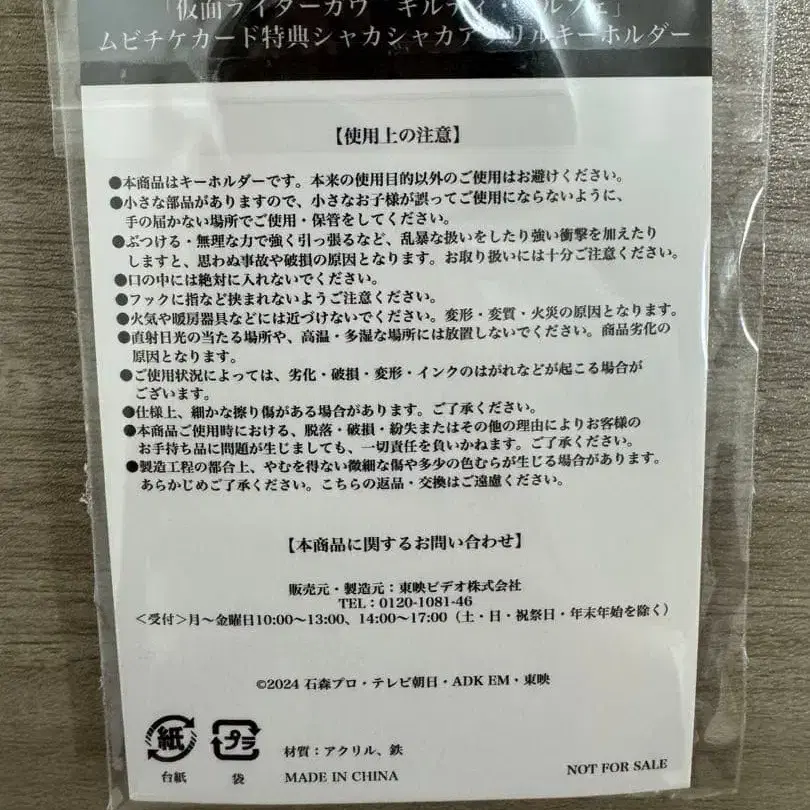 「仮面ライダーガヴ ギルティ・パルフェ」
ムビチケカード特典シャカシャカアクリルキーホルダー
【使用上の注意】
●本商品はキーホルダーです。本来の使用目的以外のご使用はお避けください。
●小さな部品がありますので、小さなお子様が誤ってご使用にならないように、
手の届かない場所でご使用・保管をしてください。
●ぶつける・無理な力で強く引っ張るなど、乱暴な扱いをしたり強い衝撃を加えたり
しますと、思わぬ事故や破損の原因となります。お取り扱いには十分ご注意ください。
●口の中には絶対に入れないでください。
●フックに指など挟まれないようご注意ください。
●火気や暖房器具などには近づけないでください。変形・変質・火災の原因となります。
●直射日光の当たる場所や、高温・多湿な場所には放置しないでください。商品劣化の
原因となります。
●ご使用状況によっては、劣化・破損・変形・インクのはがれなどが起こる場合が
ございます。
●仕様上、細かな擦り傷がある場合があります。ご了承ください。
●本商品ご使用時における、脱落・破損・紛失またはその他の理由によりお客様の
お手持ち品に問題が生じましても、一切責任を負いかねます。ご了承ください。
●製造工程の都合上、やむを得ない微細な傷や多少の色むらが生じる場合があります。
あらかじめご了承ください。こちらの返品・交換はご遠慮ください。
【本商品に関するお問い合わせ】
販売元・製造元：東映ビデオ株式会社
TEL：0120-1081-46
＜受付＞月～金曜日10:00～13:00、14:00～17:00（土・日・祝祭日・年末年始を除く）
©2024 石森プロ・テレビ朝日・ADK EM・東映
紙 プラ
台紙 袋
材質：アクリル、鉄
MADE IN CHINA
NOT FOR SALE